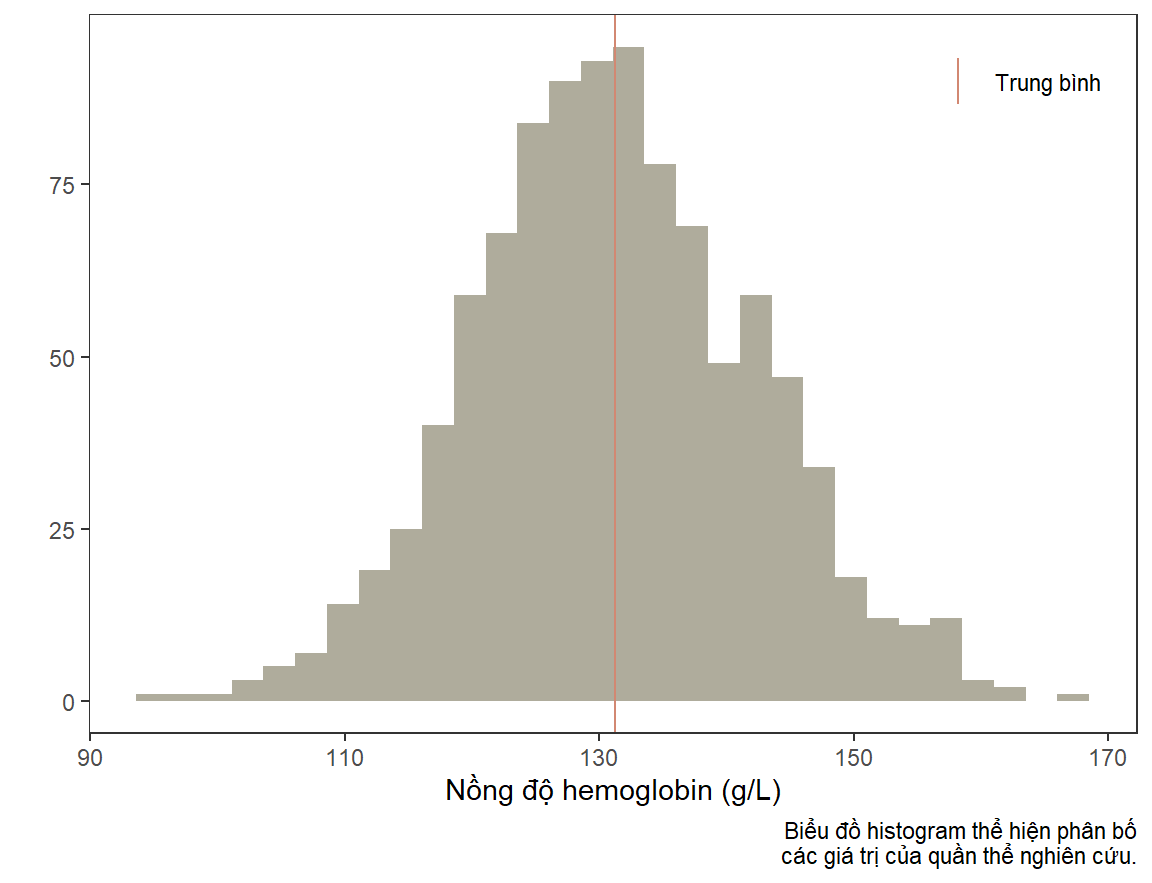 Trung bình
75
50
25
0
90 110 130 150 170
Nồng độ hemoglobin (g/L)
Biểu đồ histogram thể hiện phân bố
các giá trị của quần thể nghiên cứu.